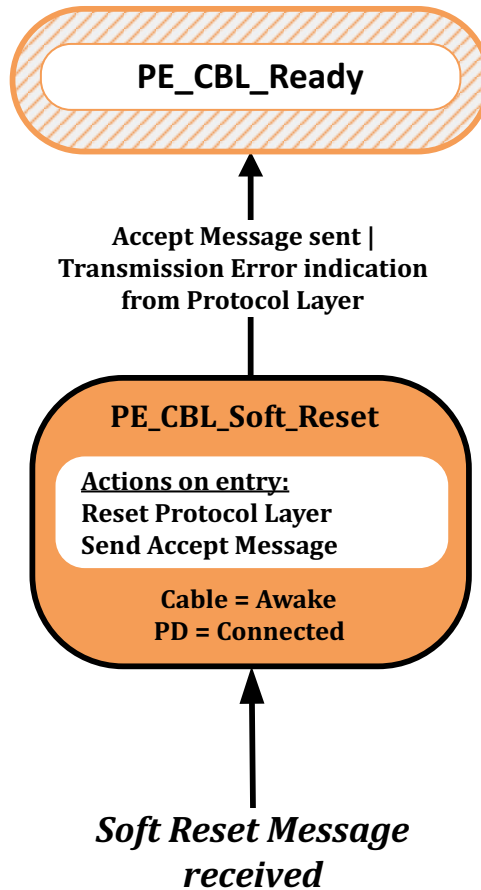 PE_CBL_Ready
Accept Message sent |
Transmission Error indication
from Protocol Layer
PE_CBL_Soft_Reset
Actions on entry:
Reset Protocol Layer
Send Accept Message
Cable = Awake
PD = Connected
Soft Reset Message
received